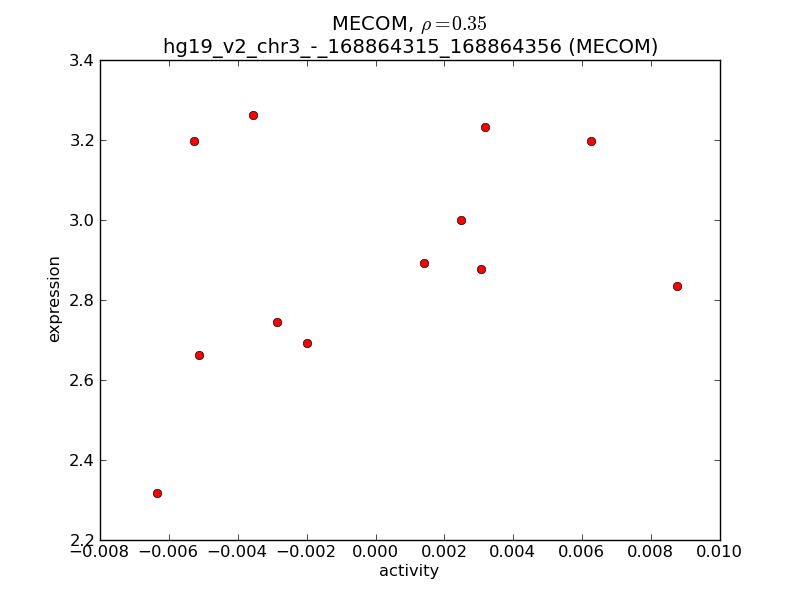 MECOM, ρ=0.35
hg19_v2_chr3_-_168864315_168864356 (MECOM)
3.4
3.2
3.0
2.8
2.6
2.4
2.2
expression
−0.008 −0.006 −0.004 −0.002 0.000 0.002 0.004 0.006 0.008 0.010
activity